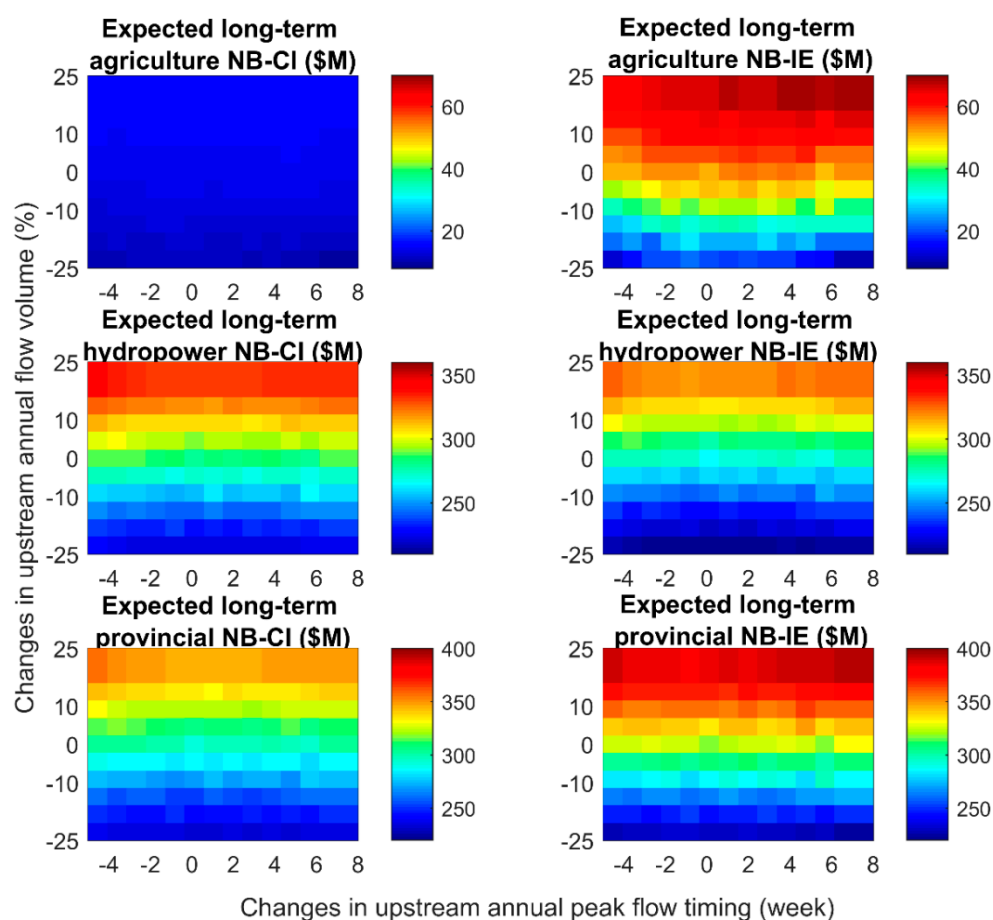 Expected long-term
agriculture NB-CI ($M)
25
10
0
-10
-25
-4 -2 0 2 4 6 8
60
40
20
Expected long-term
agriculture NB-IE ($M)
25
10
0
-10
-25
-4 -2 0 2 4 6 8
60
40
20
Expected long-term
hydropower NB-CI ($M)
25
10
0
-10
-25
-4 -2 0 2 4 6 8
350
300
250
Expected long-term
hydropower NB-IE ($M)
25
10
0
-10
-25
-4 -2 0 2 4 6 8
350
300
250
Expected long-term
provincial NB-CI ($M)
25
10
0
-10
-25
-4 -2 0 2 4 6 8
400
350
300
250
Expected long-term
provincial NB-IE ($M)
25
10
0
-10
-25
-4 -2 0 2 4 6 8
400
350
300
250
Changes in upstream annual flow volume (%)
Changes in upstream annual peak flow timing (week)